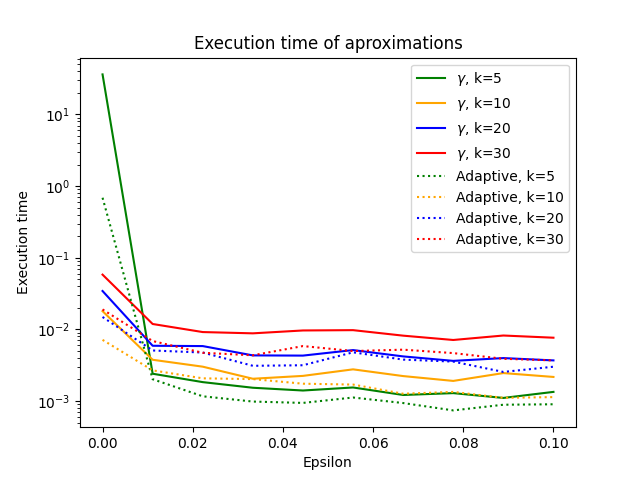 Execution time of aproximations
Execution time
10¹
10⁰
10⁻¹
10⁻²
10⁻³
γ, k=5
γ, k=10
γ, k=20
γ, k=30
Adaptive, k=5
Adaptive, k=10
Adaptive, k=20
Adaptive, k=30
0.00 0.02 0.04 0.06 0.08 0.10
Epsilon